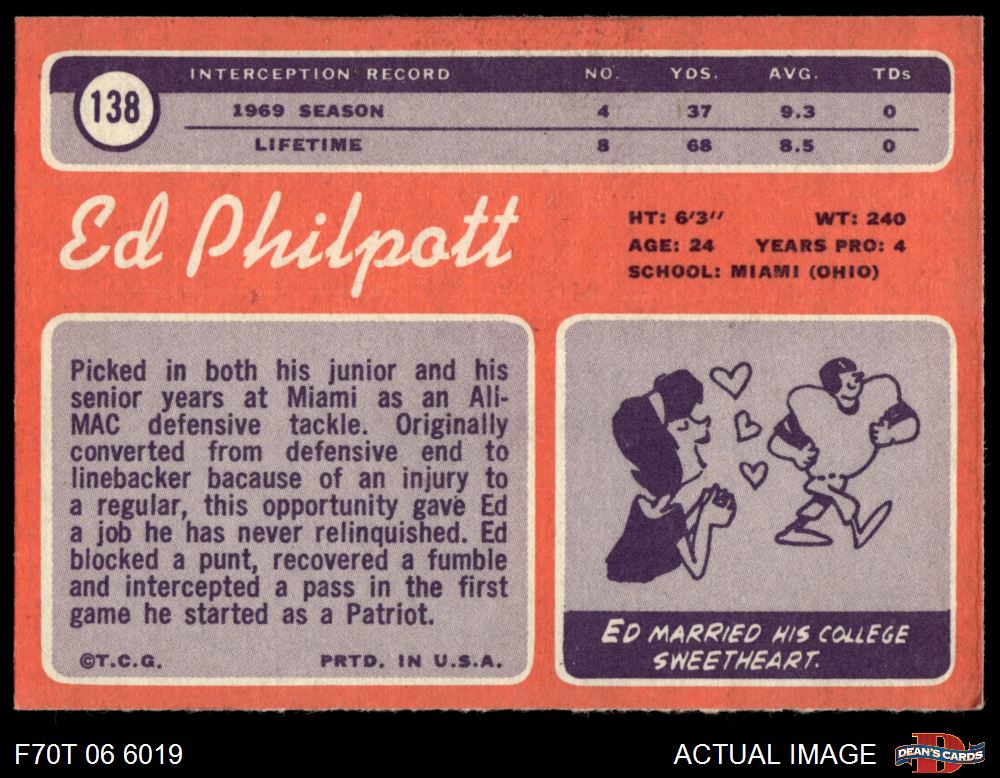 138
INTERCEPTION RECORD NO. YDS. AVG. TDs
1969 SEASON 4 37 9.3 0
LIFETIME 8 68 8.5 0
Ed Philpott
HT: 6'3" WT: 240
AGE: 24 YEARS PRO: 4
SCHOOL: MIAMI (OHIO)
Picked in both his junior and his
senior years at Miami as an All-
MAC defensive tackle. Originally
converted from defensive end to
linebacker bacause of an injury to
a regular, this opportunity gave Ed
a job he has never relinquished. Ed
blocked a punt, recovered a fumble
and intercepted a pass in the first
game he started as a Patriot.
©T.C.G. PRTD. IN U.S.A.
ED MARRIED HIS COLLEGE
SWEETHEART.
F70T 06 6019 ACTUAL IMAGE
D
DEAN'S CARDS